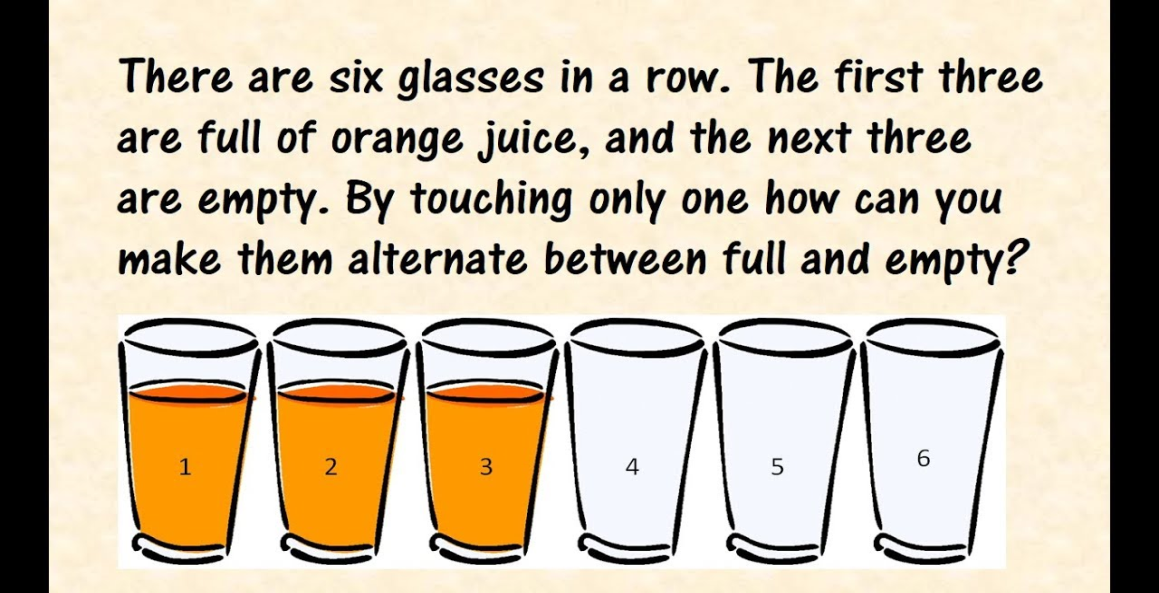 There are six glasses in a row. The first three
are full of orange juice, and the next three
are empty. By touching only one how can you
make them alternate between full and empty?
1 2 3 4 5 6